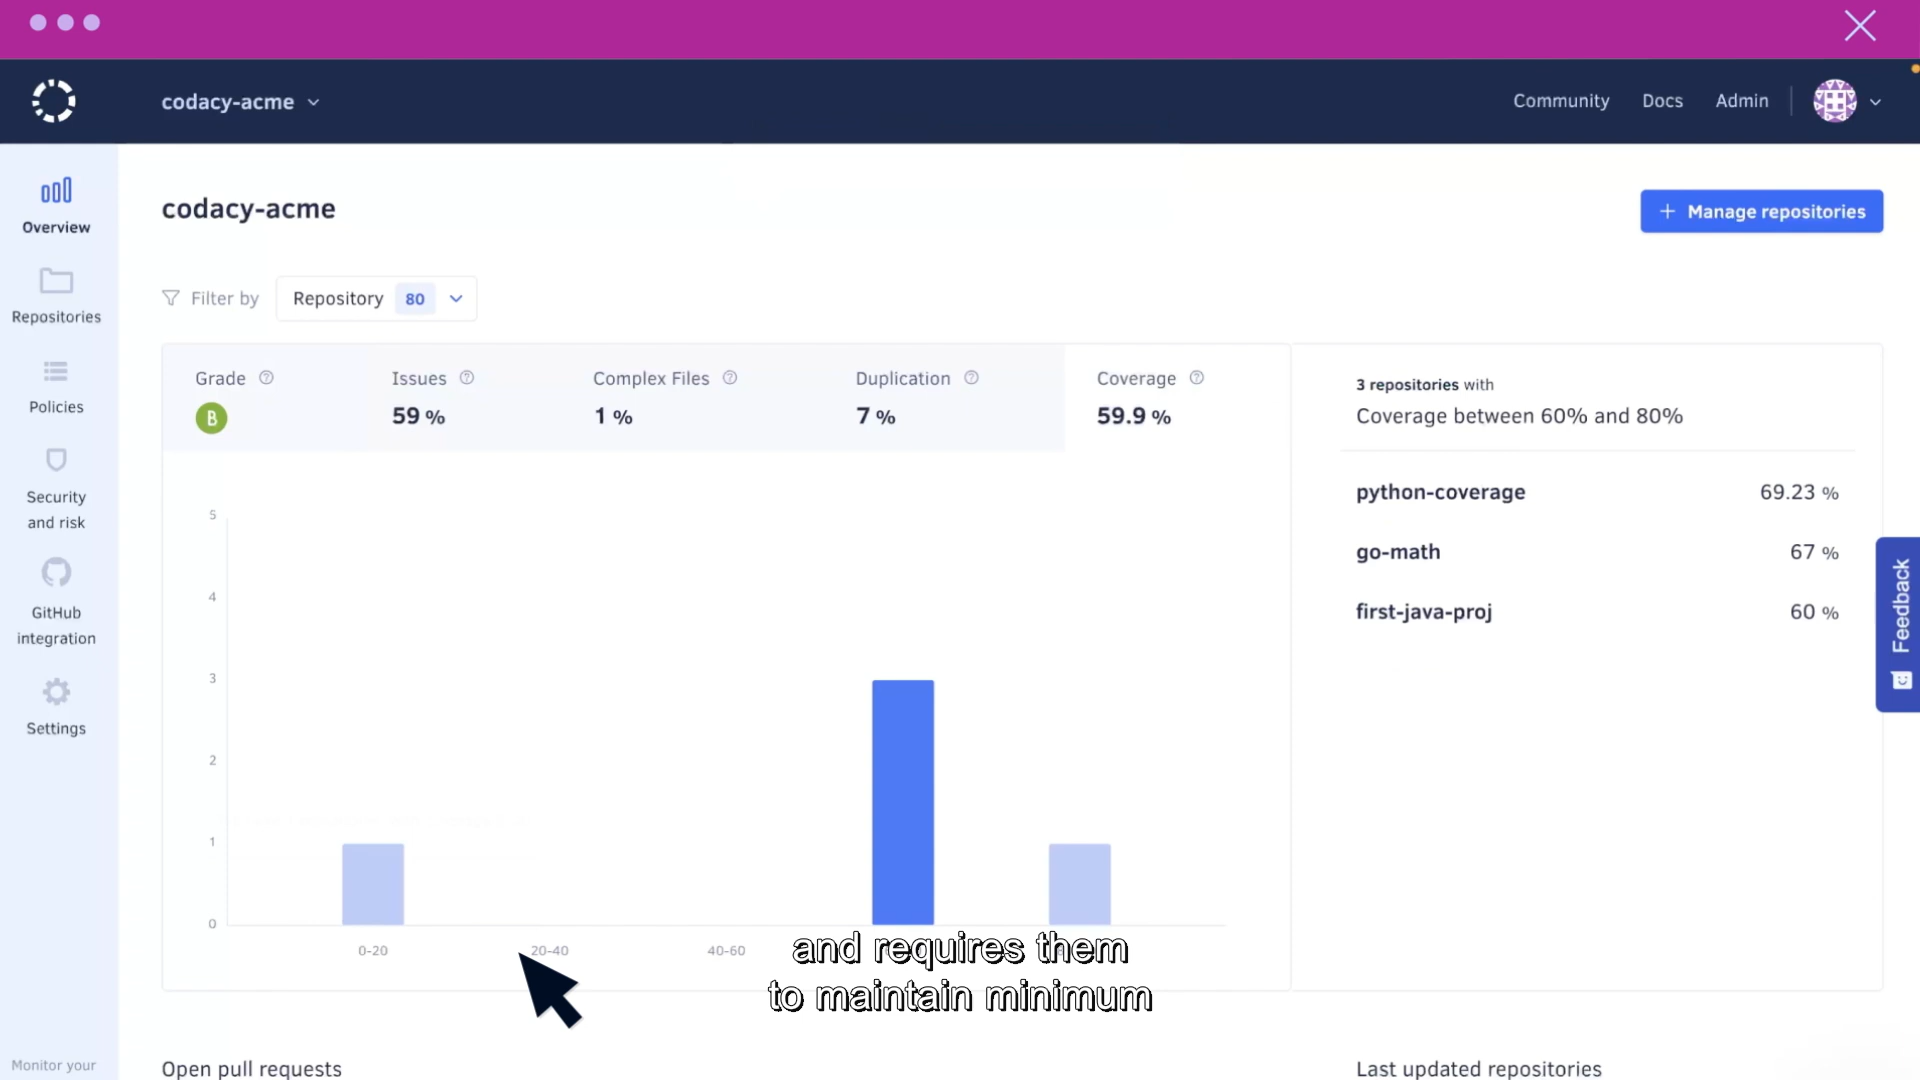 codacy-acme
Community
Docs
Admin
Overview
Repositories
Policies
Security
and risk
GitHub
integration
Settings
Monitor your
codacy-acme
+ Manage repositories
Filter by
Repository 80
Grade
B
Issues
59 %
Complex Files
1 %
Duplication
7 %
Coverage
59.9 %
5
4
3
2
1
0
0-20
20-40
40-60
3 repositories with
Coverage between 60% and 80%
python-coverage 69.23 %
go-math 67 %
first-java-proj 60 %
Feedback
and requires them
to maintain minimum
Open pull requests
Last updated repositories